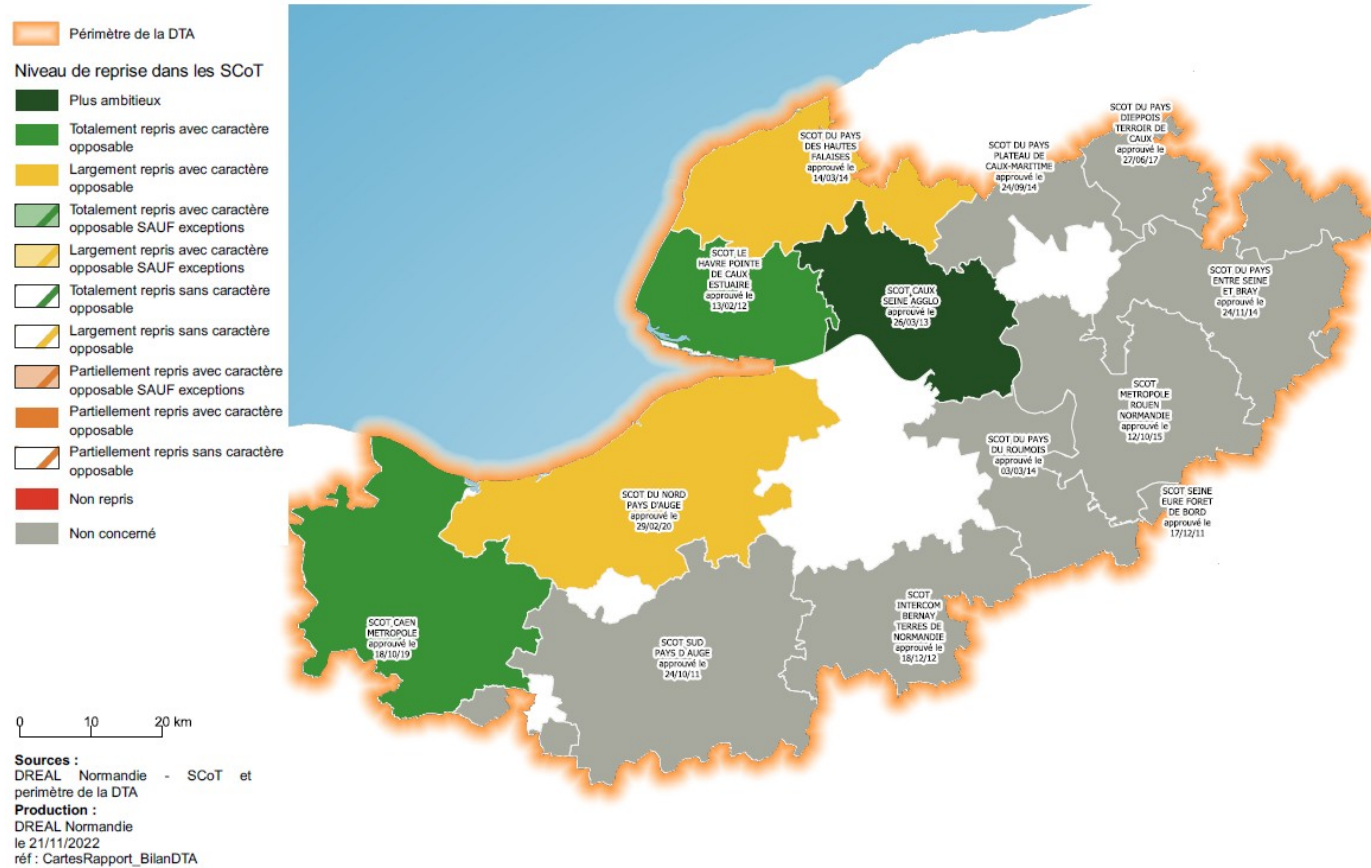 Périmètre de la DTA
Niveau de reprise dans les SCoT
Plus ambitieux
Totalement repris avec caractère
opposable
Largement repris avec caractère
opposable
Totalement repris avec caractère
opposable SAUF exceptions
Largement repris avec caractère
opposable SAUF exceptions
Totalement repris sans caractère
opposable
Largement repris sans caractère
opposable
Partiellement repris avec caractère
opposable SAUF exceptions
Partiellement repris avec caractère
opposable
Partiellement repris sans caractère
opposable
Non repris
Non concerné
0 10 20 km
Sources :
DREAL Normandie - SCoT et
perimètre de la DTA
Production :
DREAL Normandie
le 21/11/2022
réf : CartesRapport_BilanDTA
SCOT DU PAYS
DES HAUTES
FALAISES
approuvé le
14/03/14
SCOT DU PAYS
PLATEAU DE
CAUX-MARITIME
approuvé le
24/09/14
SCOT DU PAYS
DIEPPOIS
TERROIR DE
CAUX
approuvé le
27/06/17
SCOT LE
HAVRE POINTE
DE CAUX
ESTUAIRE
approuvé le
13/02/12
SCOT CAUX
SEINE AGGLO
approuvé le
26/03/13
SCOT DU PAYS
ENTRE SEINE
ET BRAY
approuvé le
24/11/14
SCOT
METROPOLE
ROUEN
NORMANDIE
approuvé le
12/10/15
SCOT DU PAYS
DU ROUMOIS
approuvé le
03/03/14
SCOT SEINE
EURE FORET
DE BORD
approuvé le
17/12/11
SCOT DU NORD
PAYS D'AUGE
approuvé le
29/02/20
SCOT CAEN
METROPOLE
approuvé le
18/10/19
SCOT SUD
PAYS D'AUGE
approuvé le
24/10/11
SCOT
INTERCOM
BERNAY
TERRES DE
NORMANDIE
approuvé le
18/12/12